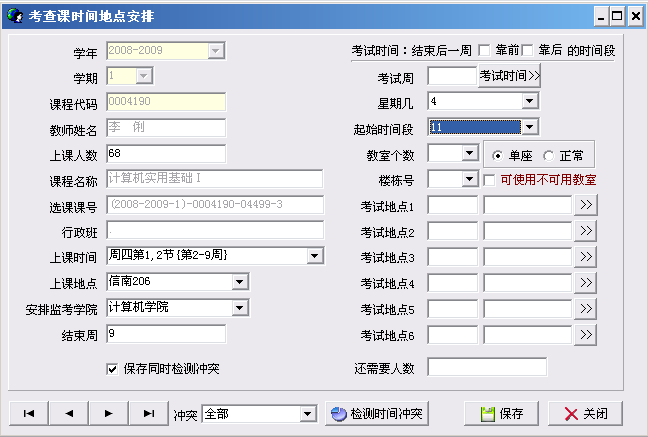 考查课时间地点安排
学年 2008-2009
学期 1
课程代码 0004190
教师姓名 李 俐
上课人数 68
课程名称 计算机实用基础Ⅰ
选课课号 (2008-2009-1)-0004190-04499-3
行政班 .
上课时间 周四第1,2节{第2-9周}
上课地点 信南206
安排监考学院 计算机学院
结束周 9
保存同时检测冲突
考试时间：结束后一周 靠前 靠后 的时间段
考试周 考试时间>>
星期几 4
起始时间段 11
教室个数 单座 正常
楼栋号 可使用不可用教室
考试地点1 >>
考试地点2 >>
考试地点3 >>
考试地点4 >>
考试地点5 >>
考试地点6 >>
还需要人数
冲突 全部 检测时间冲突 保存 关闭